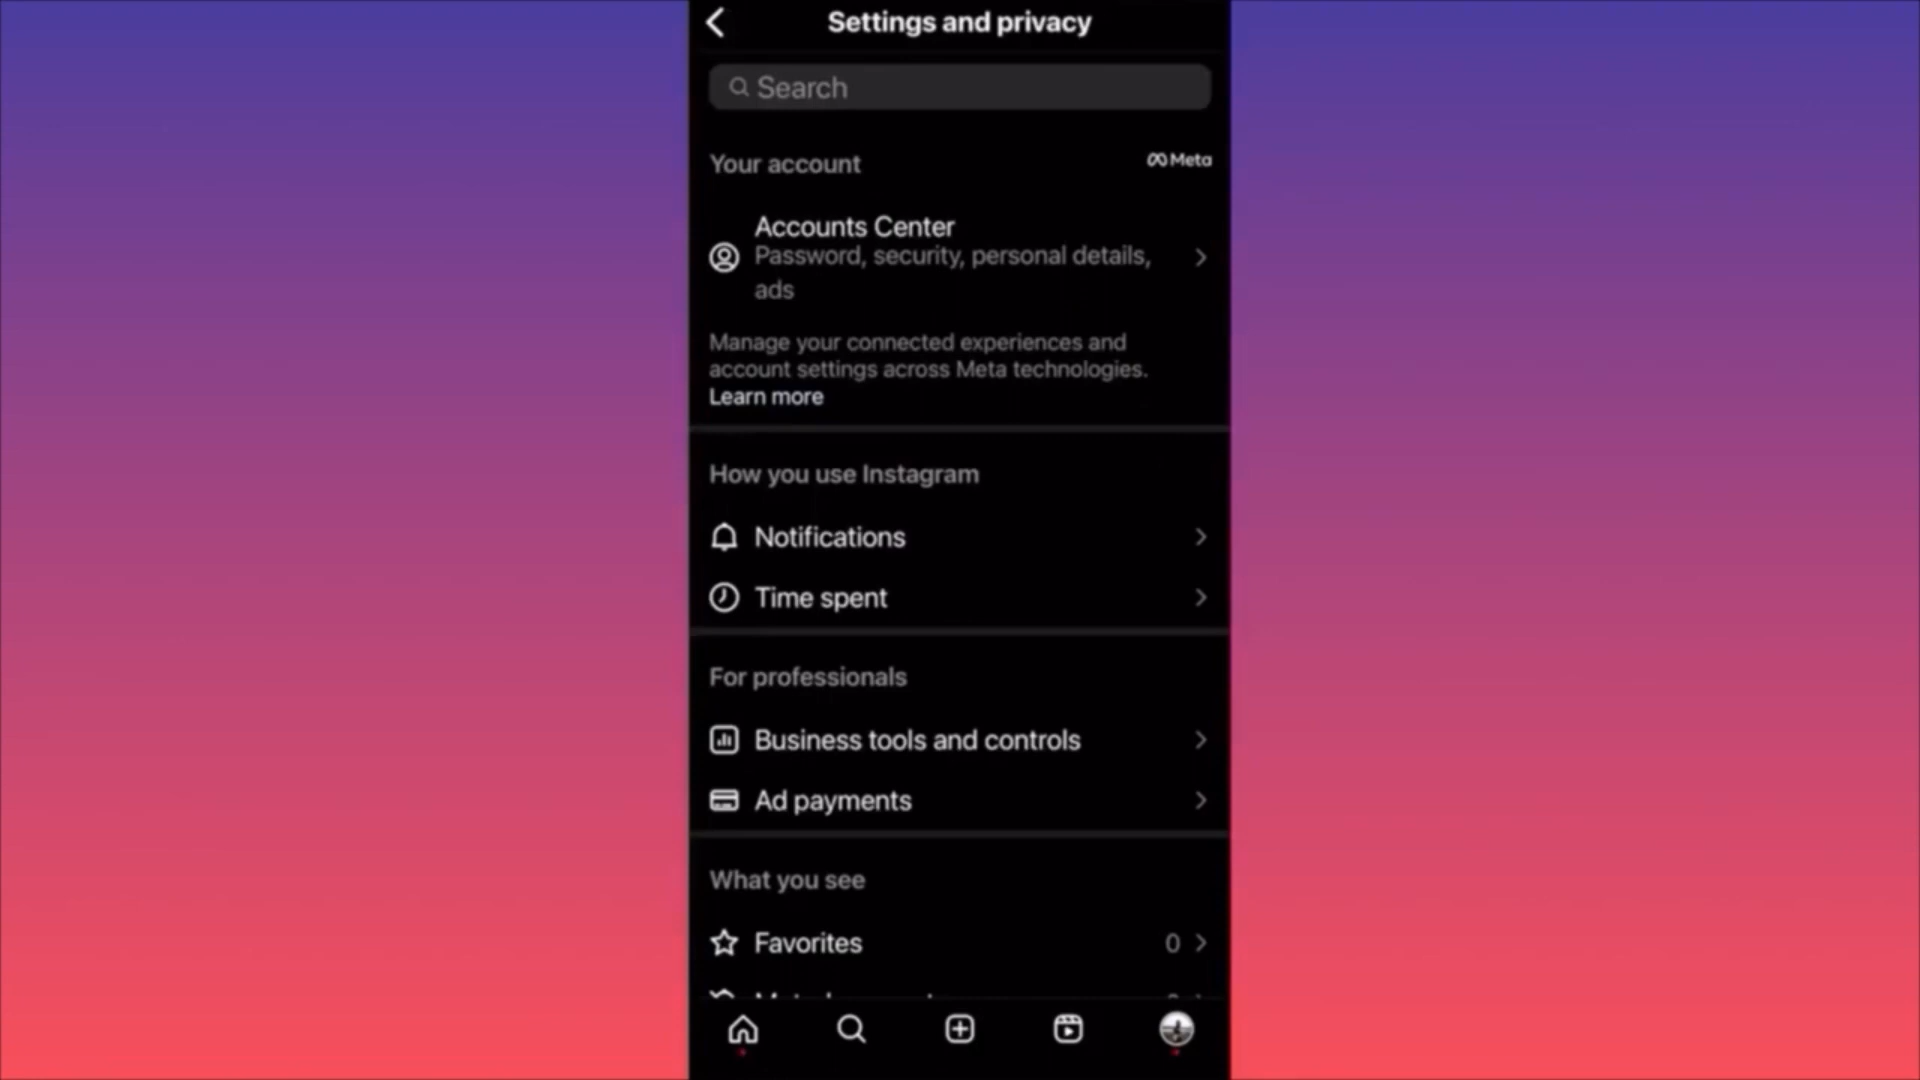 Settings and privacy
Search
Your account
Meta
Accounts Center
Password, security, personal details,
ads
Manage your connected experiences and
account settings across Meta technologies.
Learn more
How you use Instagram
Notifications
Time spent
For professionals
Business tools and controls
Ad payments
What you see
Favorites
0